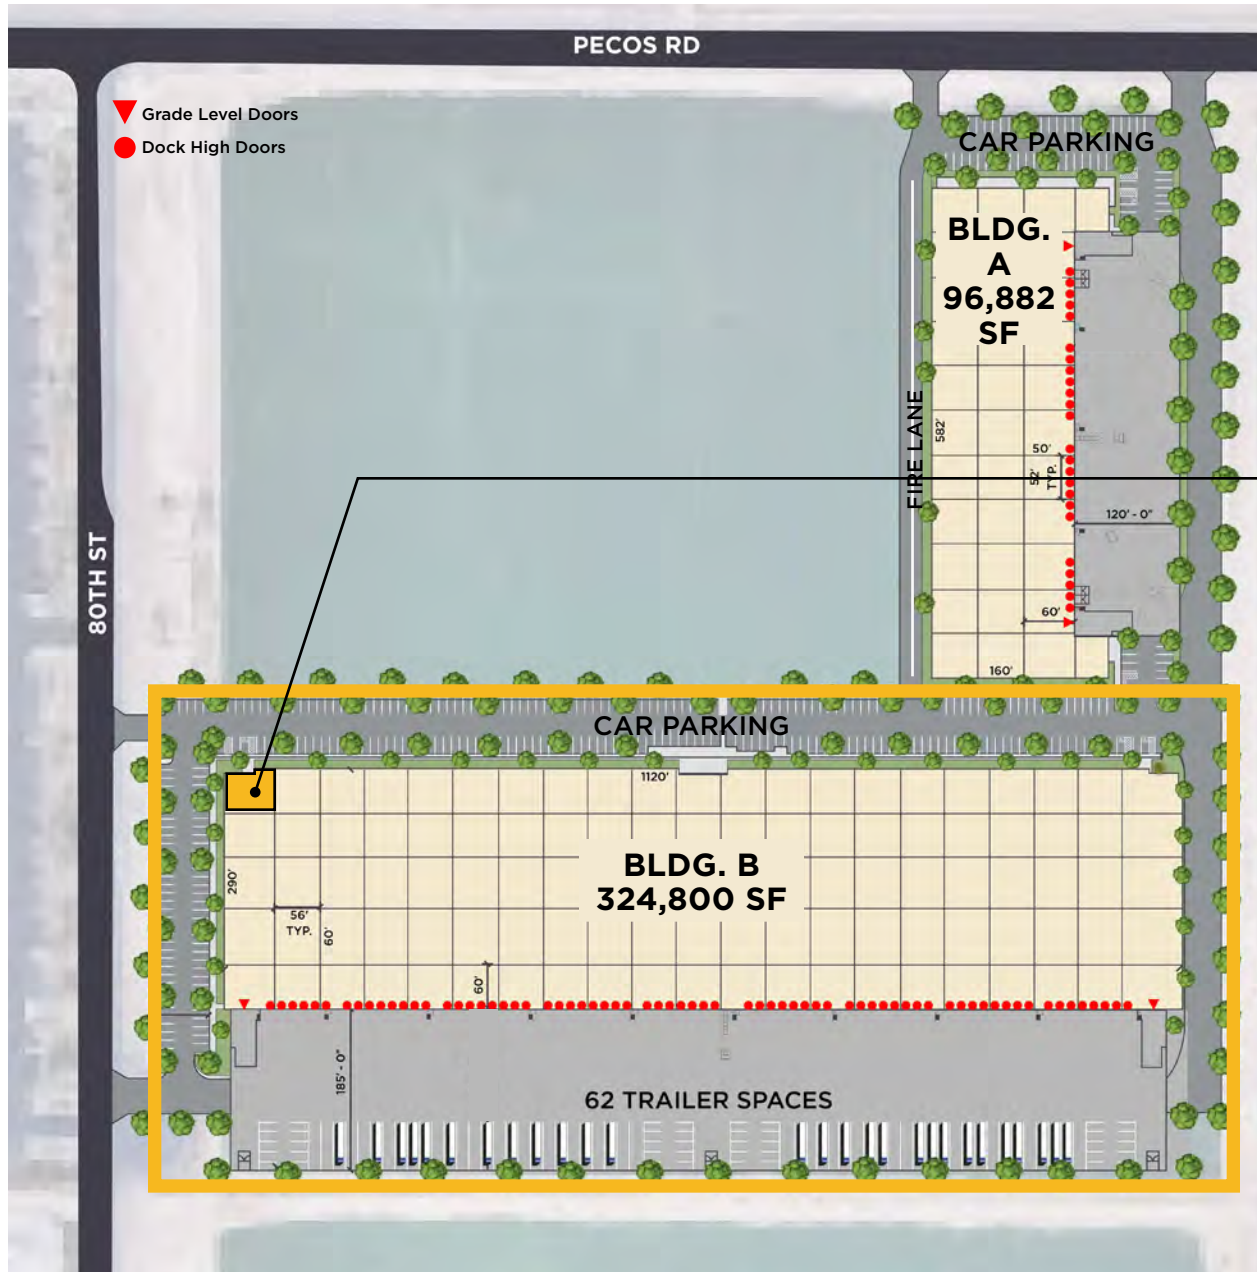 PECOS RD
Grade Level Doors
Dock High Doors
CAR PARKING
BLDG.
A
96,882
SF
FIRE LANE
582'
50'
52'
TYP.
120' - 0"
60'
160'
80TH ST
CAR PARKING
1120'
BLDG. B
324,800 SF
290'
56'
TYP.
60'
60'
185' - 0"
62 TRAILER SPACES